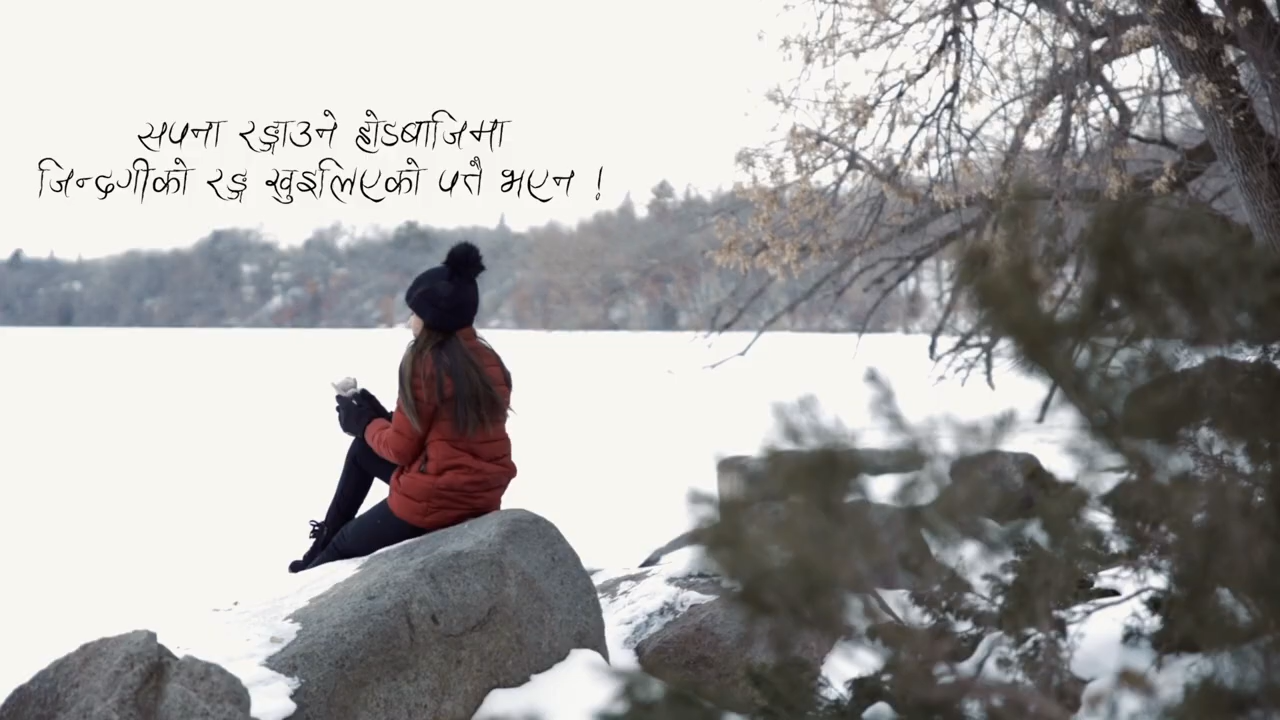 सपना रङ्गाउने होडबाजिमा
जिन्दगीको रङ्ग खुइलिएको पत्तै भएन !